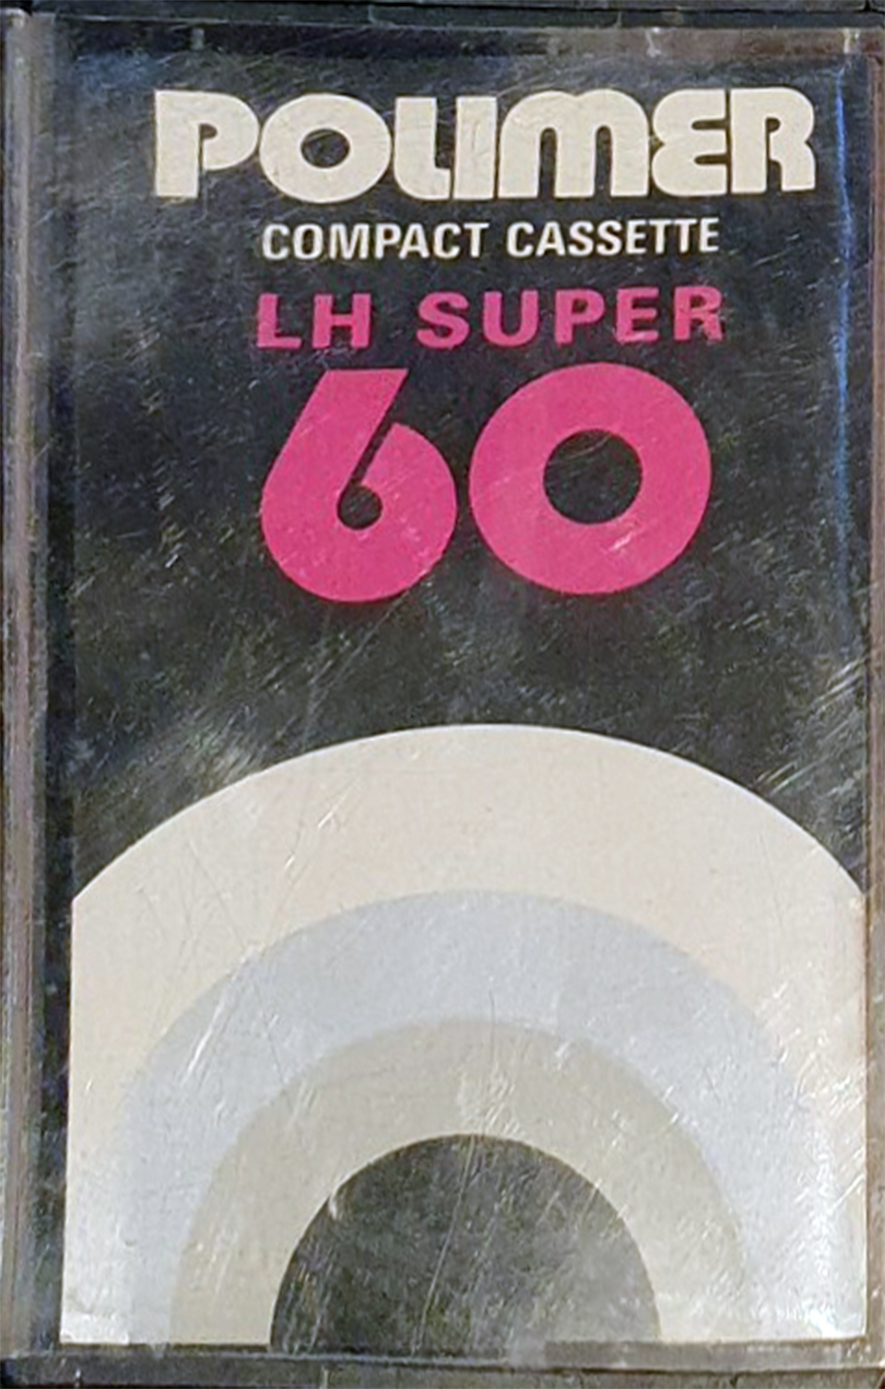 POLIMER
COMPACT CASSETTE
LH SUPER
60